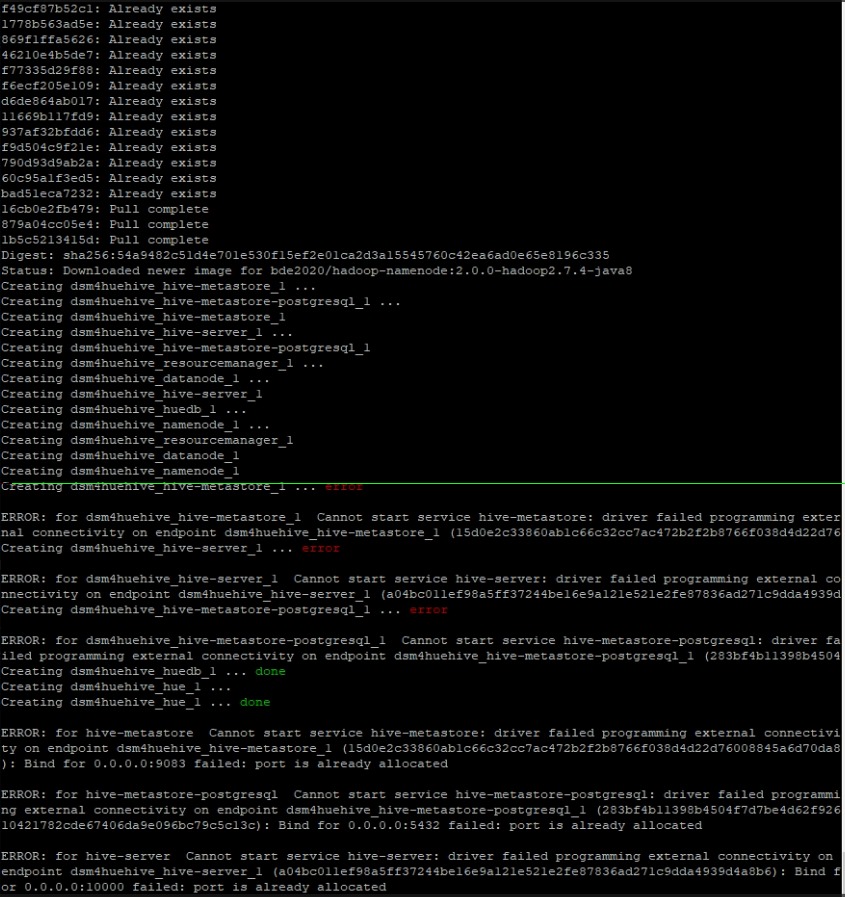 f49cf87b52c1: Already exists
1778b563ad5e: Already exists
869f1ffa5626: Already exists
46210e4b5de7: Already exists
f77335d29f88: Already exists
f6ecf205e109: Already exists
d6de864ab017: Already exists
11669b117fd9: Already exists
937af32bfdd6: Already exists
f9d504c9f21e: Already exists
790d93d9ab2a: Already exists
60c95a1f3ed5: Already exists
bad51eca7232: Already exists
16cb0e2fb479: Pull complete
879a04cc05e4: Pull complete
1b5c5213415d: Pull complete
Digest: sha256:54a9482c51d4e701e530f15ef2e01ca2d3a15545760c42ea6ad0e65e8196c335
Status: Downloaded newer image for bde2020/hadoop-namenode:2.0.0-hadoop2.7.4-java8
Creating dsm4huehive_hive-metastore_1 ...
Creating dsm4huehive_hive-metastore-postgresql_1 ...
Creating dsm4huehive_hive-metastore_1
Creating dsm4huehive_hive-server_1 ...
Creating dsm4huehive_hive-metastore-postgresql_1
Creating dsm4huehive_resourcemanager_1 ...
Creating dsm4huehive_datanode_1 ...
Creating dsm4huehive_hive-server_1
Creating dsm4huehive_huedb_1 ...
Creating dsm4huehive_namenode_1 ...
Creating dsm4huehive_resourcemanager_1
Creating dsm4huehive_datanode_1
Creating dsm4huehive_namenode_1
Creating dsm4huehive_hive-metastore_1 ... error
ERROR: for dsm4huehive_hive-metastore_1  Cannot start service hive-metastore: driver failed programming exter
nal connectivity on endpoint dsm4huehive_hive-metastore_1 (15d0e2c33860ab1c66c32cc7ac472b2f2b8766f038d4d22d76
Creating dsm4huehive_hive-server_1 ... error
ERROR: for dsm4huehive_hive-server_1  Cannot start service hive-server: driver failed programming external co
nnectivity on endpoint dsm4huehive_hive-server_1 (a04bc011ef98a5ff37244be16e9a121e521e2fe87836ad271c9dda4939d
Creating dsm4huehive_hive-metastore-postgresql_1 ... error
ERROR: for dsm4huehive_hive-metastore-postgresql_1  Cannot start service hive-metastore-postgresql: driver fa
iled programming external connectivity on endpoint dsm4huehive_hive-metastore-postgresql_1 (283bf4b11398b4504
Creating dsm4huehive_huedb_1 ... done
Creating dsm4huehive_hue_1 ...
Creating dsm4huehive_hue_1 ... done
ERROR: for hive-metastore  Cannot start service hive-metastore: driver failed programming external connectivi
ty on endpoint dsm4huehive_hive-metastore_1 (15d0e2c33860ab1c66c32cc7ac472b2f2b8766f038d4d22d76008845a6d70da8
): Bind for 0.0.0.0:9083 failed: port is already allocated
ERROR: for hive-metastore-postgresql  Cannot start service hive-metastore-postgresql: driver failed programmi
ng external connectivity on endpoint dsm4huehive_hive-metastore-postgresql_1 (283bf4b11398b4504f7d7be4d62f926
10421782cde67406da9e096bc79c5c13c): Bind for 0.0.0.0:5432 failed: port is already allocated
ERROR: for hive-server  Cannot start service hive-server: driver failed programming external connectivity on
endpoint dsm4huehive_hive-server_1 (a04bc011ef98a5ff37244be16e9a121e521e2fe87836ad271c9dda4939d4a8b6): Bind f
or 0.0.0.0:10000 failed: port is already allocated